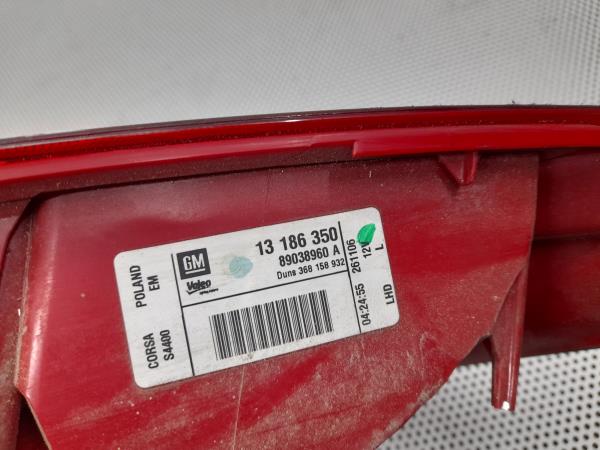 GM
13 186 350
89038960 A
Duns 368 158 932
Valeo
POLAND
EM
CORSA
S4400
04:24:55 261106
12V
L
LHD